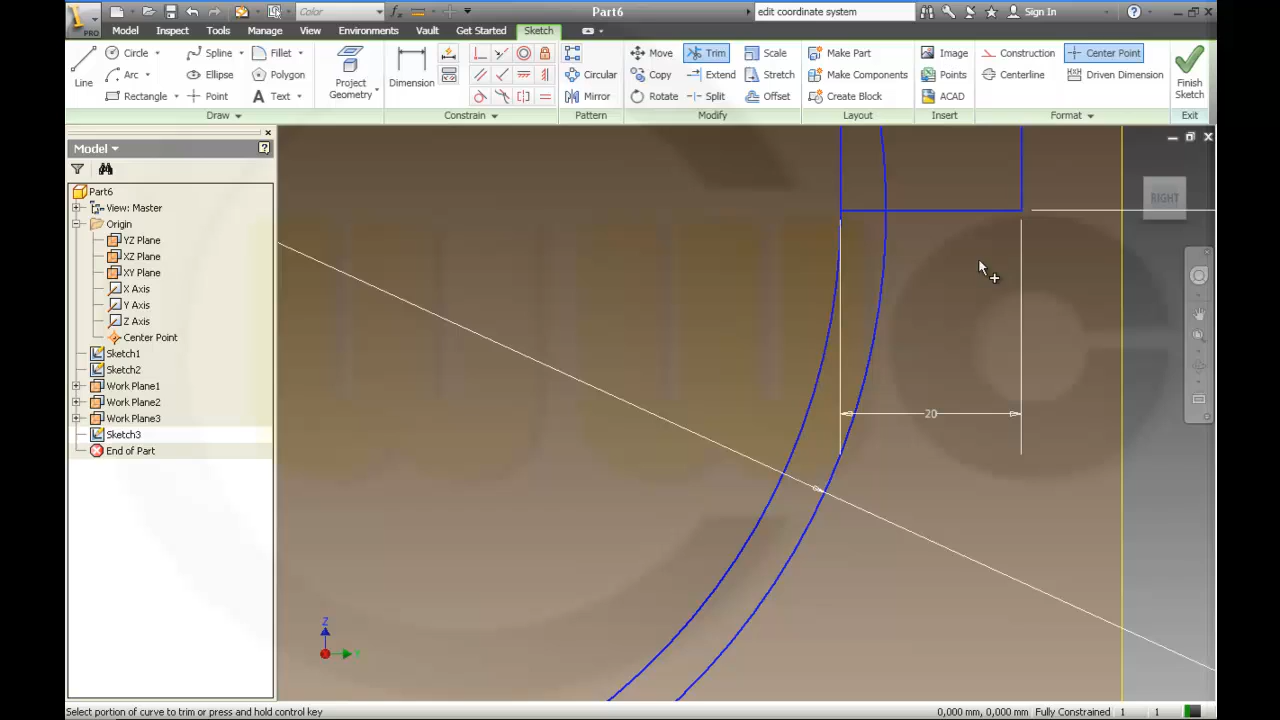 PRO
Color
Part6
edit coordinate system
Sign In
Model Inspect Tools Manage View Environments Vault Get Started Sketch
Line
Circle
Arc
Rectangle
Spline
Ellipse
Point
Fillet
Polygon
Text
Project
Geometry
Dimension
Circular
Mirror
Move
Copy
Rotate
Trim
Extend
Split
Scale
Stretch
Offset
Make Part
Make Components
Create Block
Image
Points
ACAD
Construction
Centerline
Center Point
Driven Dimension
Finish
Sketch
Draw
Constrain
Pattern
Modify
Layout
Insert
Format
Exit
Model
Part6
View: Master
Origin
YZ Plane
XZ Plane
XY Plane
X Axis
Y Axis
Z Axis
Center Point
Sketch1
Sketch2
Work Plane1
Work Plane2
Work Plane3
Sketch3
End of Part
RIGHT
20
Z
Select portion of curve to trim or press and hold control key
0,000 mm, 0,000 mm Fully Constrained 1 1